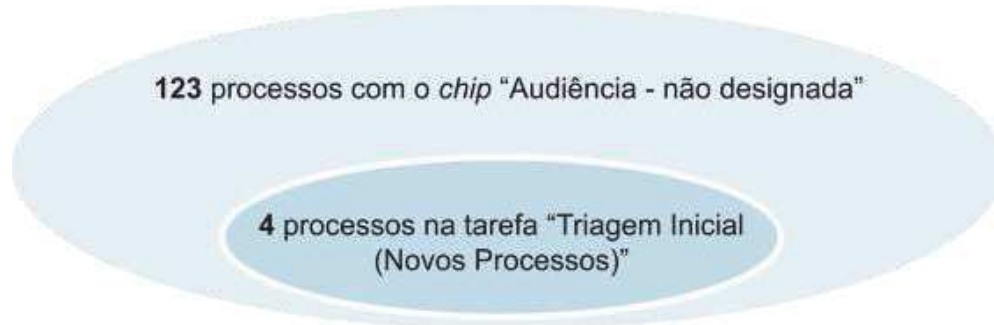 123 processos com o chip “Audiência - não designada”
4 processos na tarefa “Triagem Inicial
(Novos Processos)”